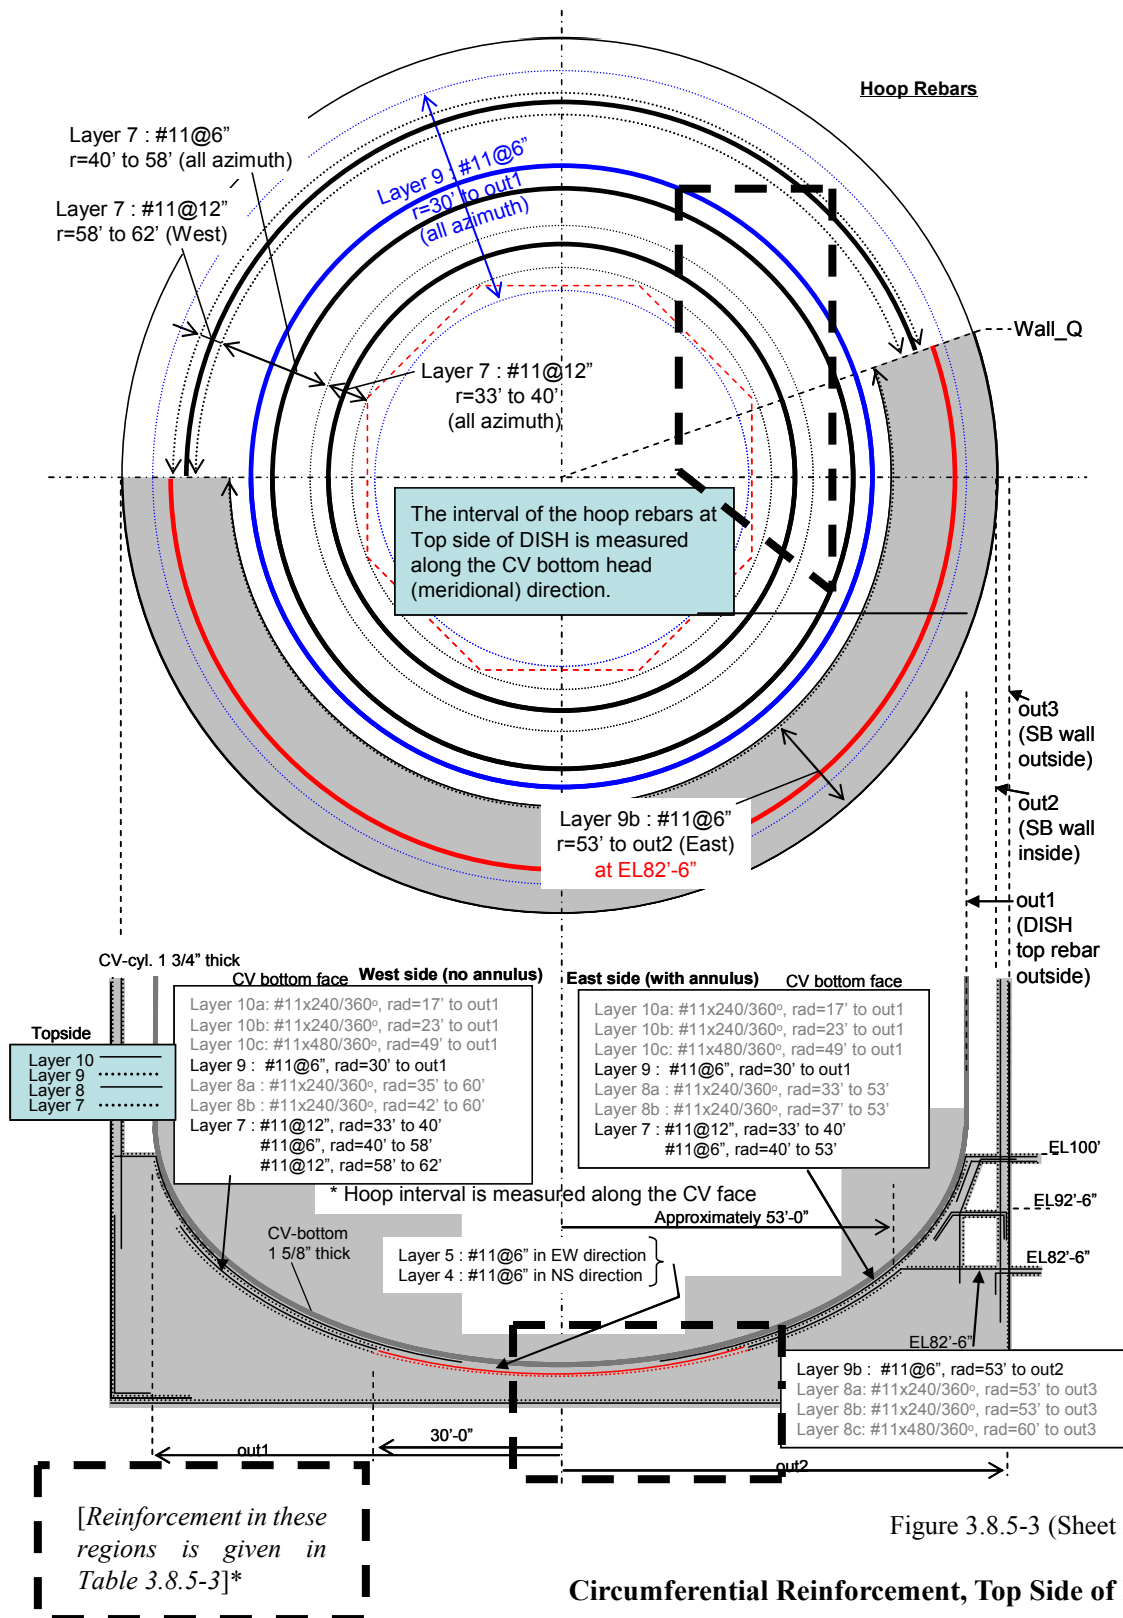 Hoop Rebars
Layer 7 : #11@6”
r=40’ to 58’ (all azimuth)
Layer 9 : #11@6”
r=30’ to out1
(all azimuth)
Layer 7 : #11@12”
r=58’ to 62’ (West)
Wall_Q
Layer 7 : #11@12”
r=33’ to 40’
(all azimuth)
The interval of the hoop rebars at
Top side of DISH is measured
along the CV bottom head
(meridional) direction.
out3
(SB wall
outside)
out2
(SB wall
inside)
Layer 9b : #11@6”
r=53’ to out2 (East)
at EL82’-6”
out1
(DISH
top rebar
outside)
CV-cyl. 1 3/4” thick
CV bottom face
West side (no annulus)
East side (with annulus)
CV bottom face
Layer 10a: #11x240/360º, rad=17’ to out1
Layer 10b: #11x240/360º, rad=23’ to out1
Layer 10c: #11x480/360º, rad=49’ to out1
Layer 9 : #11@6”, rad=30’ to out1
Layer 8a : #11x240/360º, rad=35’ to 60’
Layer 8b : #11x240/360º, rad=42’ to 60’
Layer 7 : #11@12”, rad=33’ to 40’
#11@6”, rad=40’ to 58’
#11@12”, rad=58’ to 62’
Layer 10a: #11x240/360º, rad=17’ to out1
Layer 10b: #11x240/360º, rad=23’ to out1
Layer 10c: #11x480/360º, rad=49’ to out1
Layer 9 : #11@6”, rad=30’ to out1
Layer 8a : #11x240/360º, rad=33’ to 53’
Layer 8b : #11x240/360º, rad=37’ to 53’
Layer 7 : #11@12”, rad=33’ to 40’
#11@6”, rad=40’ to 53’
Topside
Layer 10
Layer 9
Layer 8
Layer 7
EL100’
* Hoop interval is measured along the CV face
Approximately 53’-0”
EL92’-6”
CV-bottom
1 5/8” thick
Layer 5 : #11@6” in EW direction
Layer 4 : #11@6” in NS direction
EL82’-6”
EL82’-6”
Layer 9b : #11@6”, rad=53’ to out2
Layer 8a: #11x240/360º, rad=53’ to out3
Layer 8b: #11x240/360º, rad=53’ to out3
Layer 8c: #11x480/360º, rad=60’ to out3
30’-0”
out1
out2
[Reinforcement in these
regions is given in
Table 3.8.5-3]*
Figure 3.8.5-3 (Sheet
Circumferential Reinforcement, Top Side of